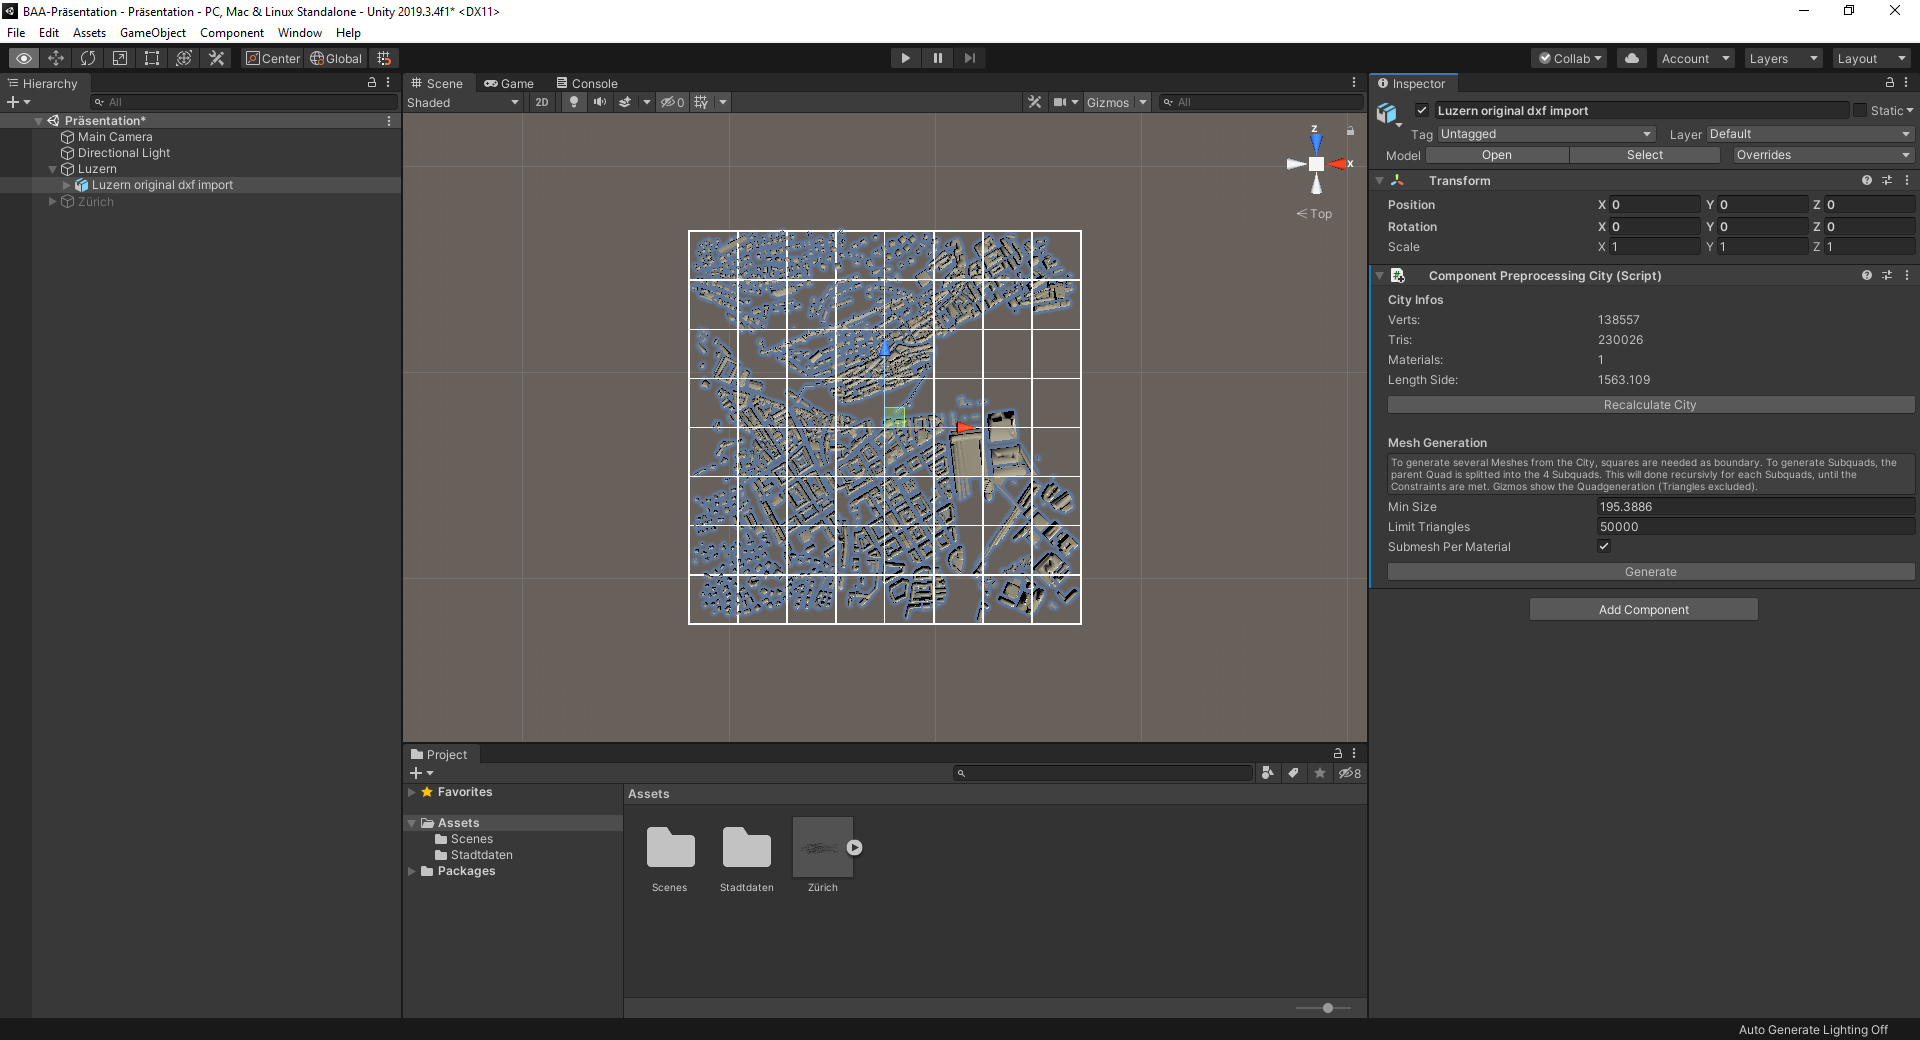 BAA-Präsentation - Präsentation - PC, Mac & Linux Standalone - Unity 2019.3.4f1* <DX11>
File Edit Assets GameObject Component Window Help
Center Global
Collab Account Layers Layout
Hierarchy
All
Präsentation*
Main Camera
Directional Light
Luzern
Luzern original dxf import
Zürich
Scene Game Console
Shaded 2D 0 Gizmos All
z
x
Top
Project
8
Favorites
Assets
Scenes
Stadtdaten
Packages
Assets
Scenes Stadtdaten Zürich
Inspector
Luzern original dxf import Static
Tag Untagged Layer Default
Model Open Select Overrides
Transform
Position X 0 Y 0 Z 0
Rotation X 0 Y 0 Z 0
Scale X 1 Y 1 Z 1
Component Preprocessing City (Script)
City Infos
Verts: 138557
Tris: 230026
Materials: 1
Length Side: 1563.109
Recalculate City
Mesh Generation
To generate several Meshes from the City, squares are needed as boundary. To generate Subquads, the
parent Quad is splitted into the 4 Subquads. This will done recursivly for each Subquads, until the
Contraints are met. Gizmos show the Quadgeneration (Triangles excluded).
Min Size 195.3886
Limit Triangles 50000
Submesh Per Material
Generate
Add Component
Auto Generate Lighting Off